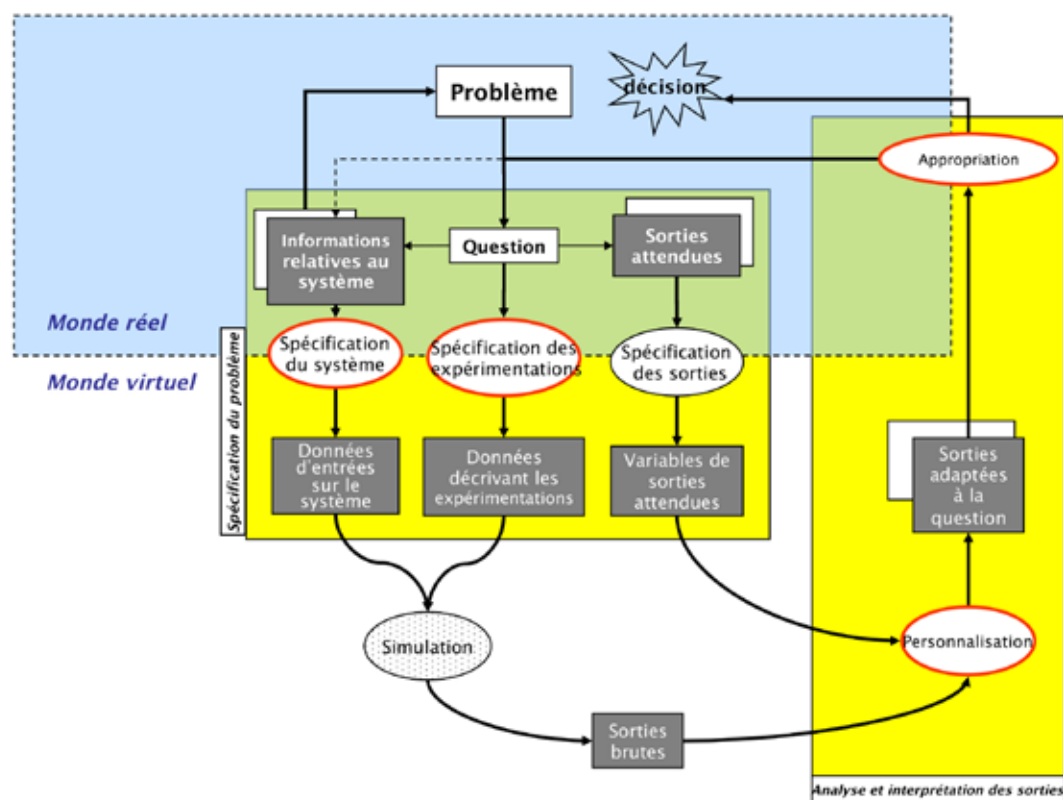 Problème
décision
Appropriation
Informations
relatives au
système
Question
Sorties
attendues
Monde réel
Monde virtuel
Spécification du problème
Spécification
du système
Spécification des
expérimentations
Spécification
des sorties
Données
d'entrées
sur le
système
Données
décrivant les
expérimentations
Variables de
sorties
attendues
Sorties
adaptées
à la
question
Simulation
Personnalisation
Sorties
brutes
Analyse et interprétation des sorties